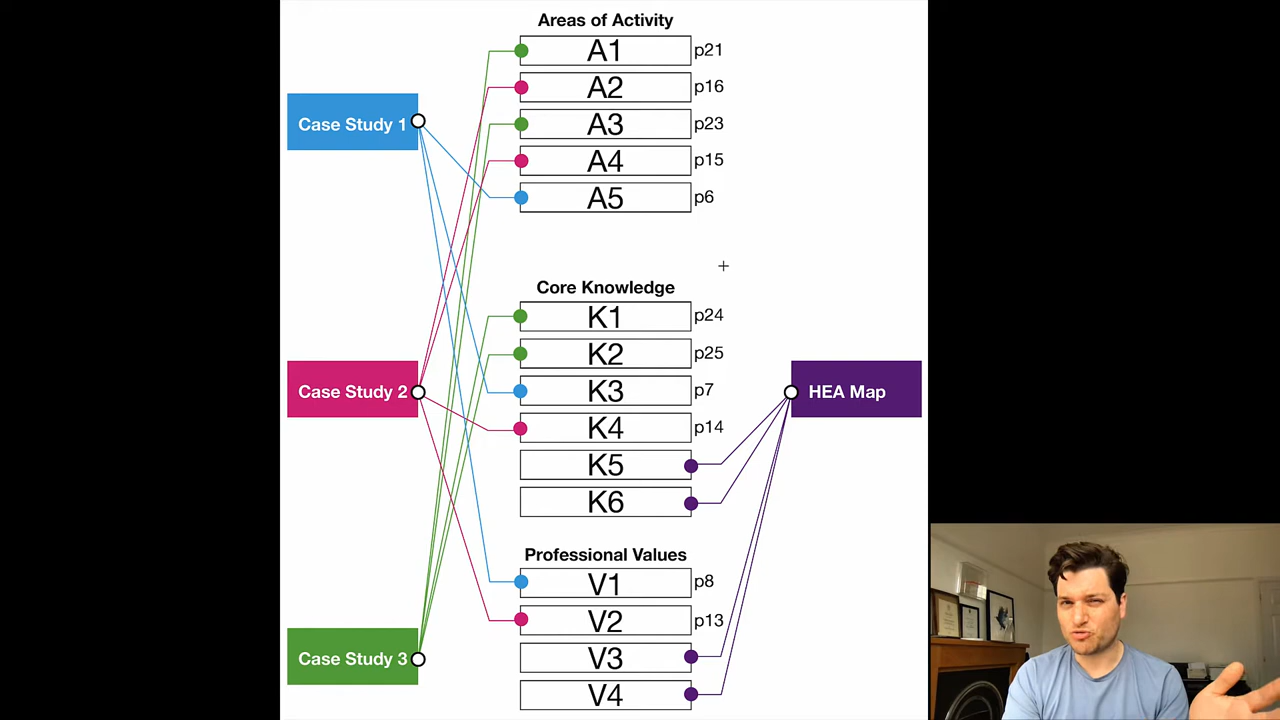 Areas of Activity
A1 p21
A2 p16
A3 p23
A4 p15
A5 p6
Case Study 1
Core Knowledge
K1 p24
K2 p25
K3 p7
K4 p14
K5
K6
Case Study 2
HEA Map
Professional Values
V1 p8
V2 p13
V3
V4
Case Study 3